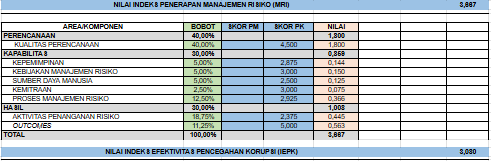 NILAI INDEKS PENERAPAN MANAJEMEN RISIKO (MRI) 3,667
AREA/KOMPONEN BOBOT SKOR PM SKOR PK NILAI
PERENCANAAN 40,00% 1,800
KUALITAS PERENCANAAN 40,00% 4,500 1,800
KAPABILITAS 30,00% 0,859
KEPEMIMPINAN 5,00% 2,875 0,144
KEBIJAKAN MANAJEMEN RISIKO 5,00% 3,000 0,150
SUMBER DAYA MANUSIA 5,00% 2,500 0,125
KEMITRAAN 2,50% 3,000 0,075
PROSES MANAJEMEN RISIKO 12,50% 2,925 0,366
HASIL 30,00% 1,008
AKTIVITAS PENANGANAN RISIKO 18,75% 2,375 0,445
OUTCOMES 11,25% 5,000 0,563
TOTAL 100,00% 3,667
NILAI INDEKS EFEKTIVITAS PENCEGAHAN KORUPSI (IEPK) 3,030